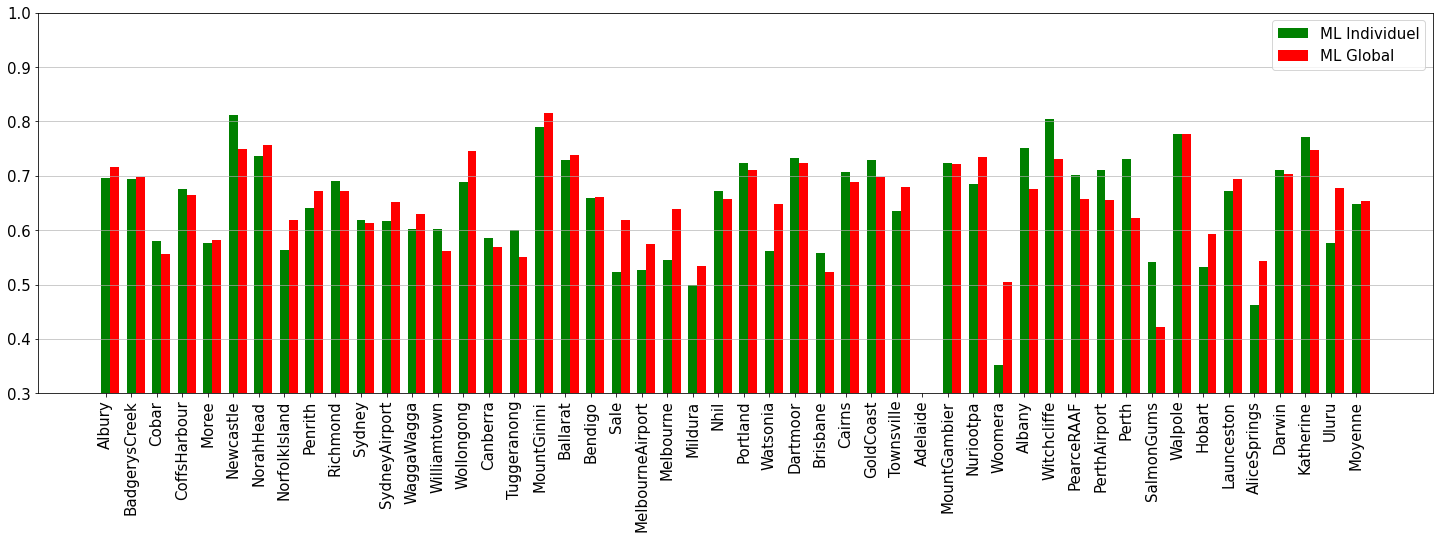 1.0
0.9
0.8
0.7
0.6
0.5
0.4
0.3
ML Individuel
ML Global
Albury
BadgerysCreek
Cobar
CoffsHarbour
Moree
Newcastle
NorahHead
NorfolkIsland
Penrith
Richmond
Sydney
SydneyAirport
WaggaWagga
Williamtown
Wollongong
Canberra
Tuggeranong
MountGinini
Ballarat
Bendigo
Sale
MelbourneAirport
Melbourne
Mildura
Nhil
Portland
Watsonia
Dartmoor
Brisbane
Cairns
GoldCoast
Townsville
Adelaide
MountGambier
Nuriootpa
Woomera
Albany
Witchcliffe
PearceRAAF
PerthAirport
Perth
SalmonGums
Walpole
Hobart
Launceston
AliceSprings
Darwin
Katherine
Uluru
Moyenne